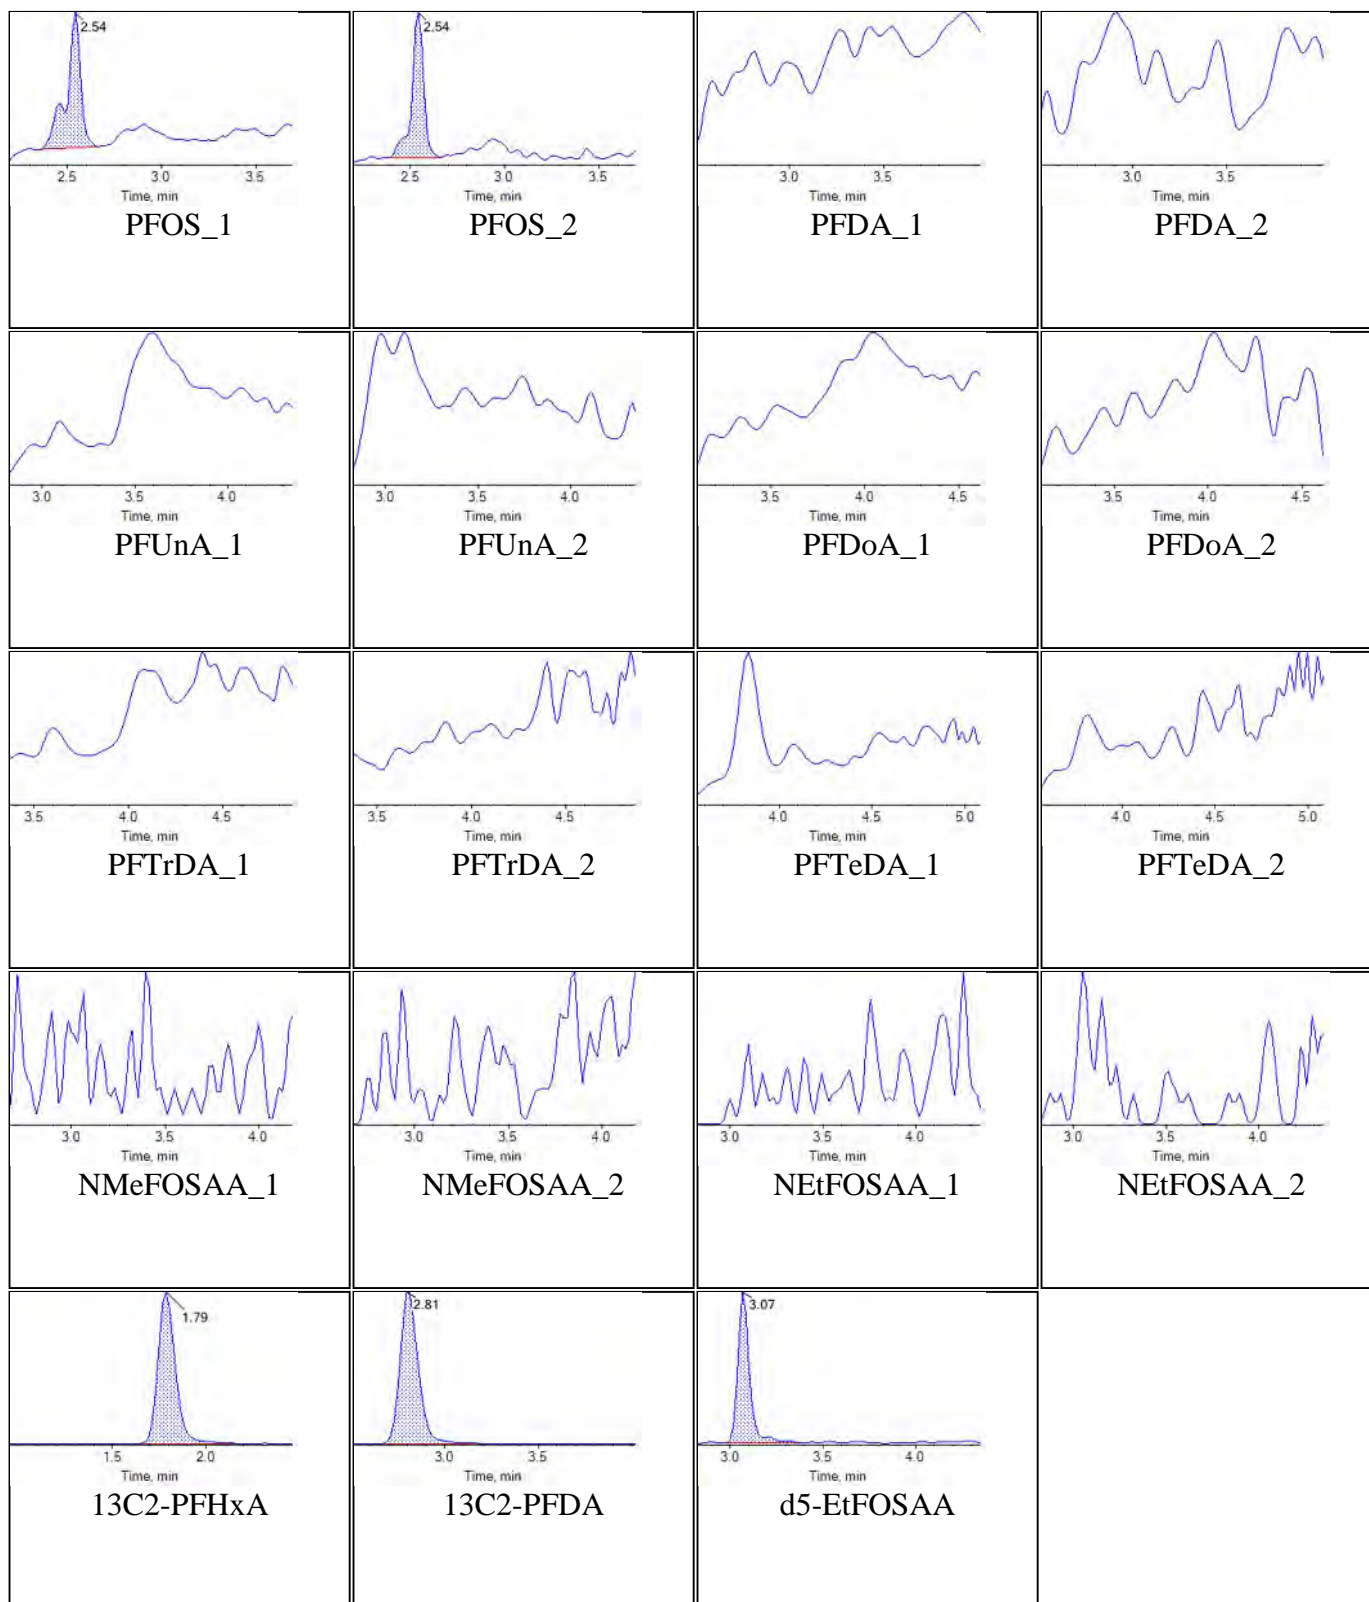 2.54
2.5 3.0 3.5
Time, min
PFOS_1
2.54
2.5 3.0 3.5
Time, min
PFOS_2
3.0 3.5
Time, min
PFDA_1
3.0 3.5
Time, min
PFDA_2
3.0 3.5 4.0
Time, min
PFUnA_1
3.0 3.5 4.0
Time, min
PFUnA_2
3.5 4.0 4.5
Time, min
PFDoA_1
3.5 4.0 4.5
Time, min
PFDoA_2
3.5 4.0 4.5
Time, min
PFTrDA_1
3.5 4.0 4.5
Time, min
PFTrDA_2
4.0 4.5 5.0
Time, min
PFTeDA_1
4.0 4.5 5.0
Time, min
PFTeDA_2
3.0 3.5 4.0
Time, min
NMeFOSAA_1
3.0 3.5 4.0
Time, min
NMeFOSAA_2
3.0 3.5 4.0
Time, min
NEtFOSAA_1
3.0 3.5 4.0
Time, min
NEtFOSAA_2
1.79
1.5 2.0
Time, min
13C2-PFHxA
2.81
3.0 3.5
Time, min
13C2-PFDA
3.07
3.0 3.5 4.0
Time, min
d5-EtFOSAA